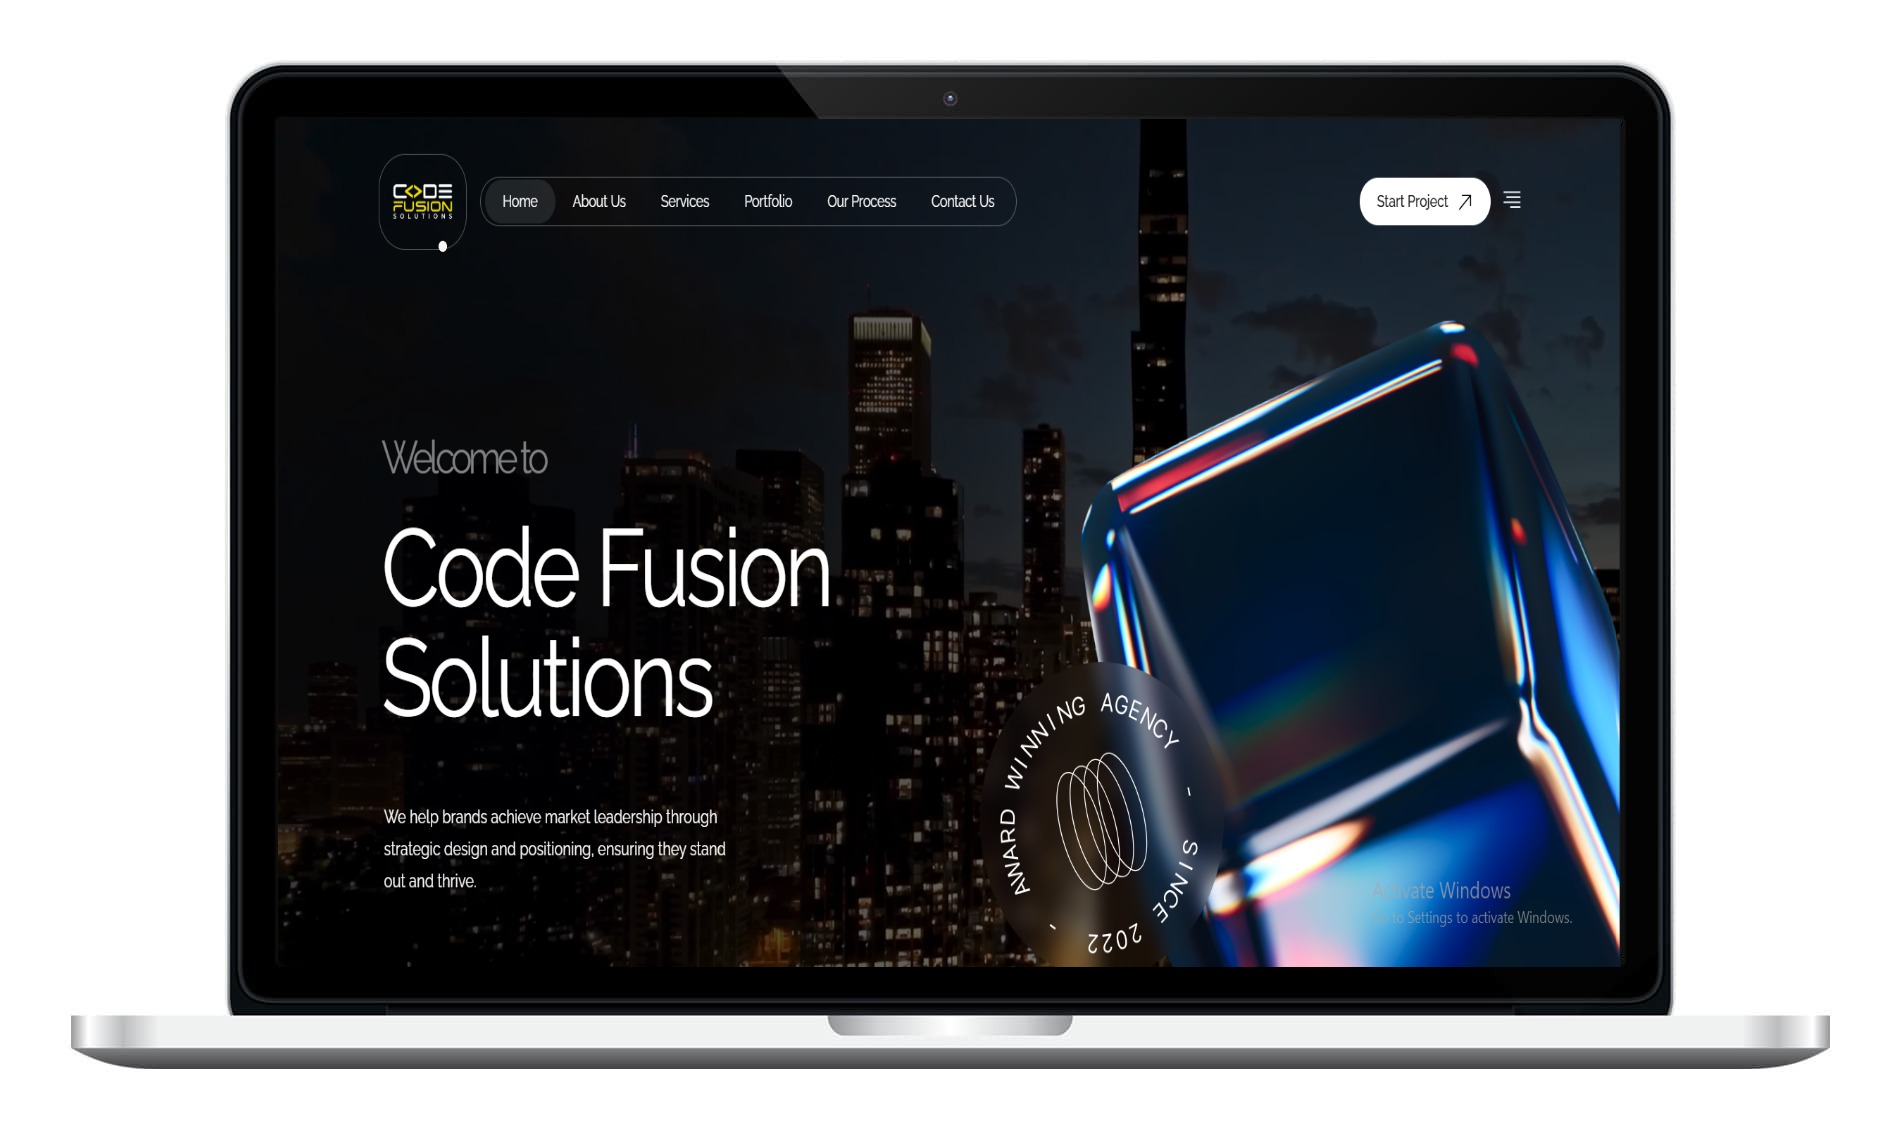 CODE
FUSION
SOLUTIONS
Home
About Us
Services
Portfolio
Our Process
Contact Us
Start Project
Welcome to
Code Fusion
Solutions
We help brands achieve market leadership through
strategic design and positioning, ensuring they stand
out and thrive.
AWARD WINNING AGENCY - SINCE 2022 -
Activate Windows
Go to Settings to activate Windows.